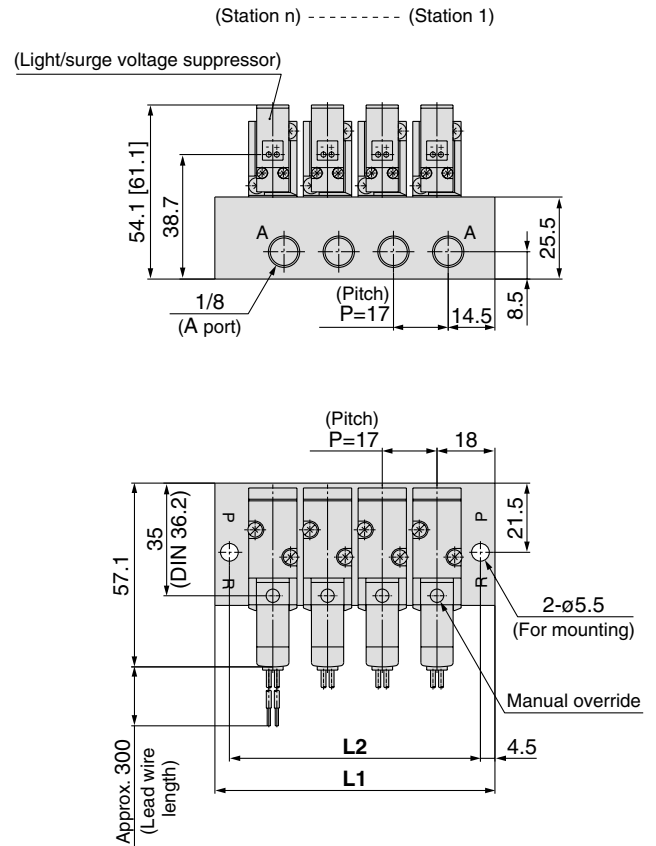 (Station n) - - - - - - - - - - - (Station 1)
(Light/surge voltage suppressor)
54.1 [61.1]
38.7
- +
- +
- +
- +
A
A
25.5
8.5
1/8
(A port)
(Pitch)
P=17
14.5
(Pitch)
P=17
18
57.1
35
(DIN 36.2)
P
R
P
R
21.5
2-ø5.5
(For mounting)
Manual override
Approx. 300
(Lead wire
length)
L2
4.5
L1